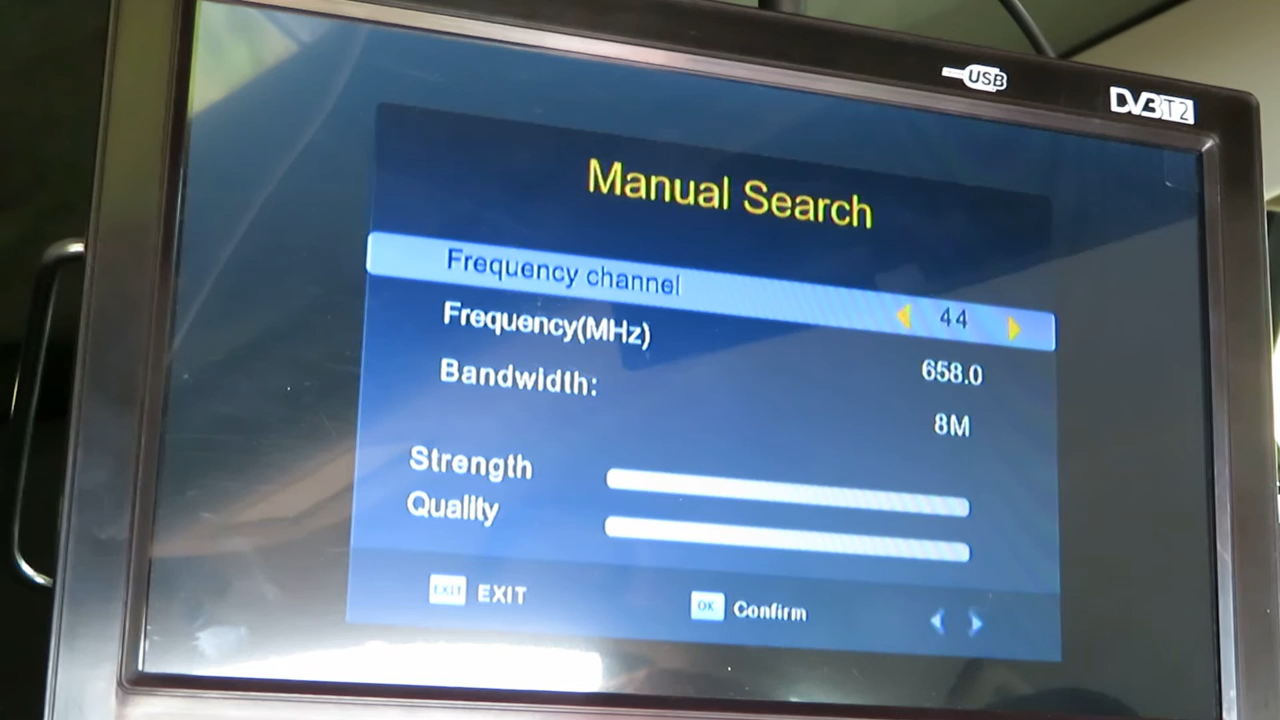 USB
DVB T2
Manual Search
Frequency channel 44
Frequency(MHz) 658.0
Bandwidth: 8M
Strength
Quality
EXIT EXIT
OK Confirm